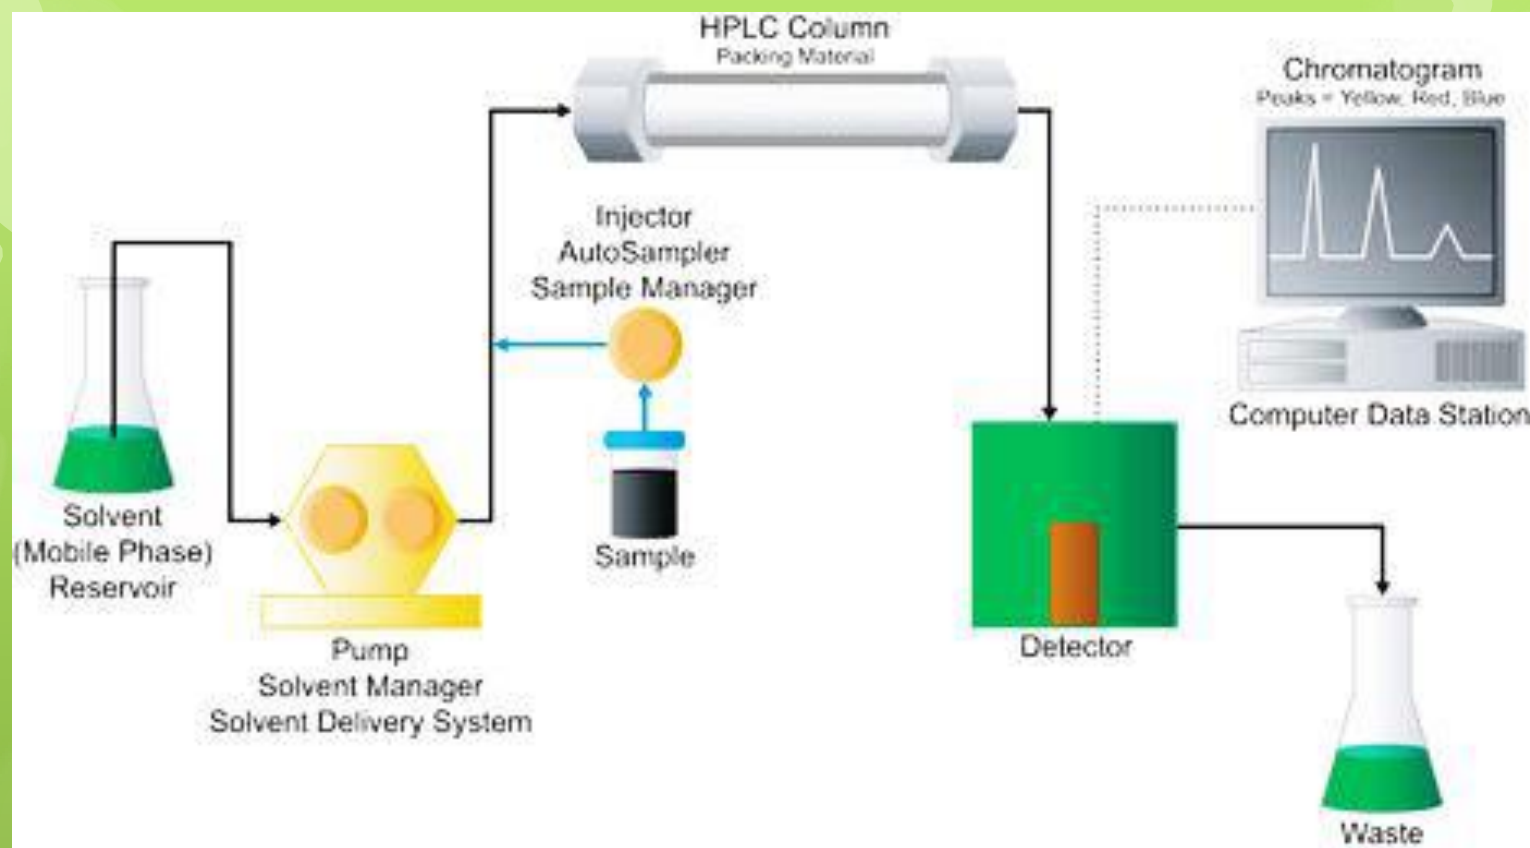 HPLC Column
Packing Material
Chromatogram
Peaks = Yellow, Red, Blue
Injector
AutoSampler
Sample Manager
Computer Data Station
Solvent
(Mobile Phase)
Reservoir
Sample
Pump
Solvent Manager
Solvent Delivery System
Detector
Waste